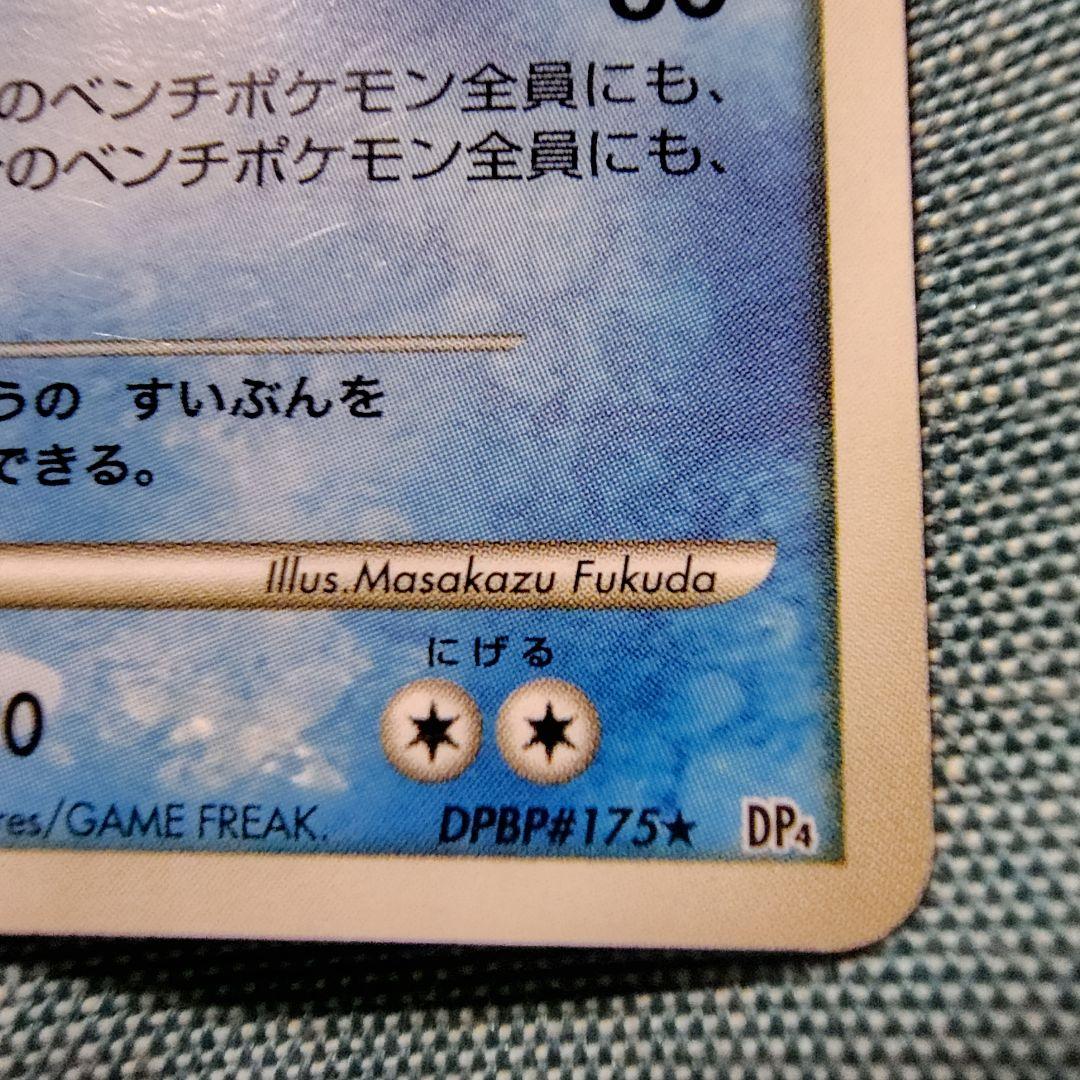 のベンチポケモン全員にも、
のベンチポケモン全員にも、
うの すいぶんを
できる。
Illus.Masakazu Fukuda
にげる
0
res/GAME FREAK. DPBP#175★ DP4